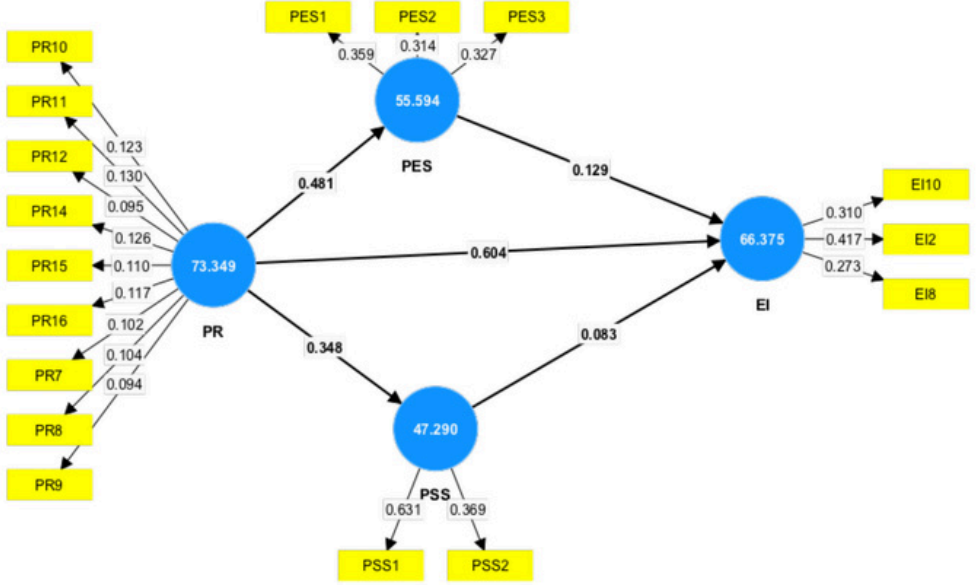 PES1
PES2
PES3
PR10
0.359
0.314
0.327
PR11
55.594
0.123
PR12
0.130
PES
0.129
0.481
EI10
0.095
PR14
0.310
0.126
66.375
0.417
EI2
0.604
PR15
0.110
73.349
0.273
0.117
EI8
EI
PR16
0.102
PR
0.348
0.083
0.104
PR7
0.094
PR8
47.290
PR9
PSS
0.631
0.369
PSS1
PSS2